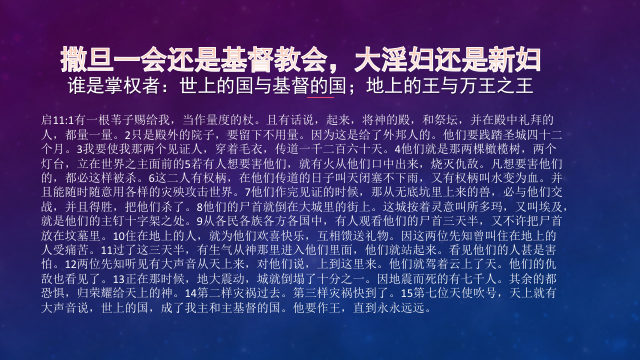 撒旦一会还是基督教会，大淫妇还是新妇
谁是掌权者：世上的国与基督的国；地上的王与万王之王
启11:1有一根苇子赐给我，当作量度的杖。且有话说，起来，将神的殿，和祭坛，并在殿中礼拜的
人，都量一量。2只是殿外的院子，要留下不用量。因为这是给了外邦人的。他们要践踏圣城四十二
个月。3我要使我那两个见证人，穿着毛衣，传道一千二百六十天。4他们就是那两棵橄榄树，两个
灯台，立在世界之主面前的5若有人想要害他们，就有火从他们口中出来，烧灭仇敌。凡想要害他们
的，都必这样被杀。6这二人有权柄，在他们传道的日子叫天闭塞不下雨，又有权柄叫水变为血。并
且能随时随意用各样的灾殃攻击世界。7他们作完见证的时候，那从无底坑里上来的兽，必与他们交
战，并且得胜，把他们杀了。8他们的尸首就倒在大城里的街上。这城按着灵意叫所多玛，又叫埃及，
就是他们的主钉十字架之处。9从各民各族各方各国中，有人观看他们的尸首三天半，又不许把尸首
放在坟墓里。10住在地上的人，就为他们欢喜快乐，互相馈送礼物。因这两位先知曾叫住在地上的
人受痛苦。11过了这三天半，有生气从神那里进入他们里面，他们就站起来。看见他们的人甚是害
怕。12两位先知听见有大声音从天上来，对他们说，上到这里来。他们就驾着云上了天。他们的仇
敌也看见了。13正在那时候，地大震动，城就倒塌了十分之一。因地震而死的有七千人。其余的都
恐惧，归荣耀给天上的神。14第二样灾祸过去。第三样灾祸快到了。15第七位天使吹号，天上就有
大声音说，世上的国，成了我主和主基督的国。他要作王，直到永永远远。